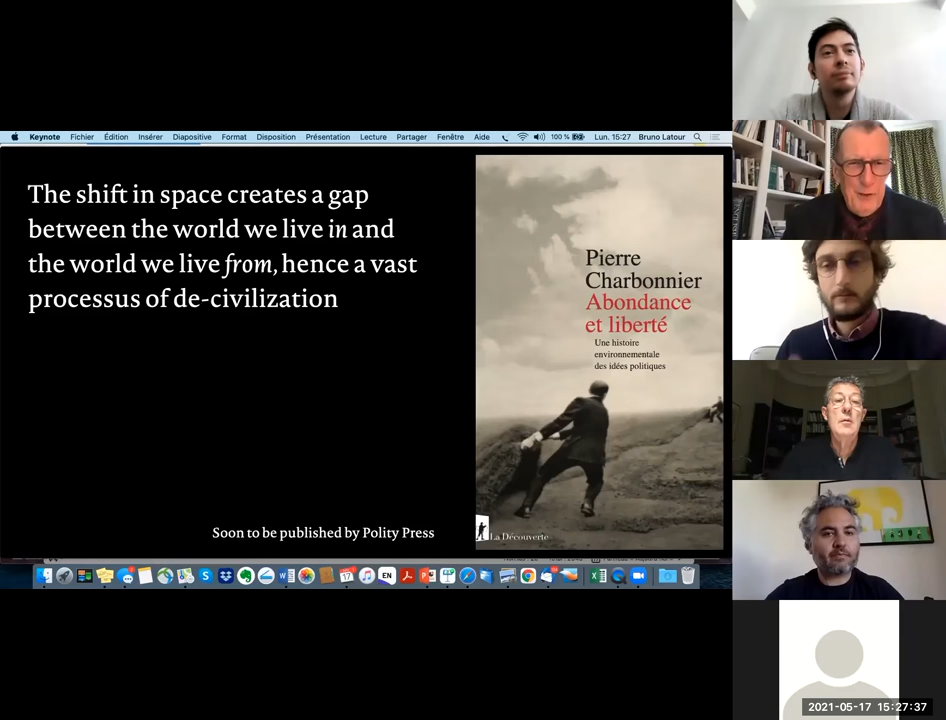 Keynote Fichier Édition Insérer Diapositive Format Disposition Présentation Lecture Partager Fenêtre Aide 100 % Lun. 15:27 Bruno Latour
The shift in space creates a gap
between the world we live in and
the world we live from, hence a vast
processus of de-civilization
Soon to be published by Polity Press
Pierre
Charbonnier
Abondance
et liberté
Une histoire
environnementale
des idées politiques
La Découverte
17
EN
2021-05-17 15:27:37